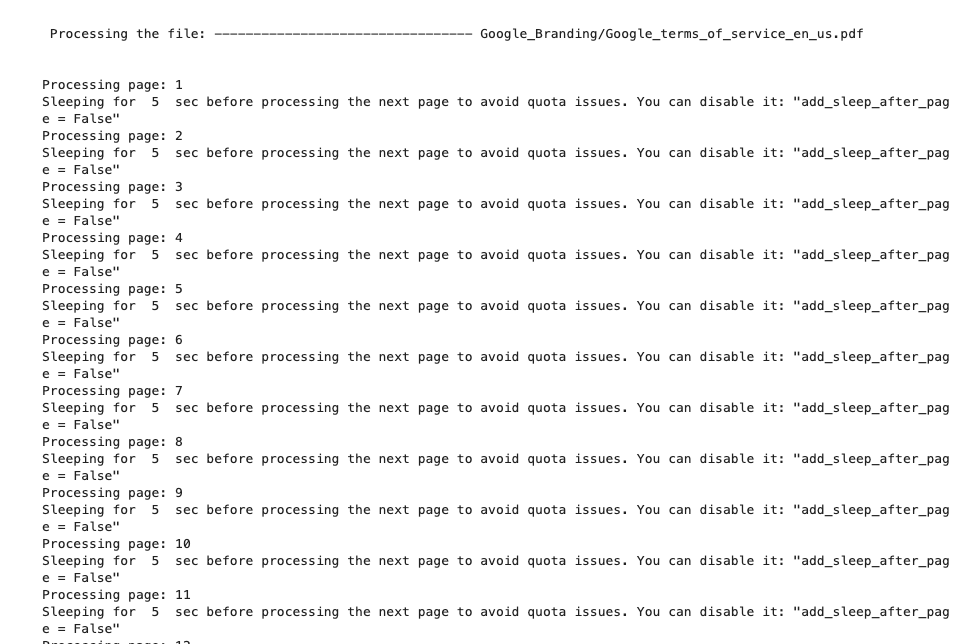 Processing the file: --------------------------------- Google_Branding/Google_terms_of_service_en_us.pdf
Processing page: 1
Sleeping for  5  sec before processing the next page to avoid quota issues. You can disable it: "add_sleep_after_pag
e = False"
Processing page: 2
Sleeping for  5  sec before processing the next page to avoid quota issues. You can disable it: "add_sleep_after_pag
e = False"
Processing page: 3
Sleeping for  5  sec before processing the next page to avoid quota issues. You can disable it: "add_sleep_after_pag
e = False"
Processing page: 4
Sleeping for  5  sec before processing the next page to avoid quota issues. You can disable it: "add_sleep_after_pag
e = False"
Processing page: 5
Sleeping for  5  sec before processing the next page to avoid quota issues. You can disable it: "add_sleep_after_pag
e = False"
Processing page: 6
Sleeping for  5  sec before processing the next page to avoid quota issues. You can disable it: "add_sleep_after_pag
e = False"
Processing page: 7
Sleeping for  5  sec before processing the next page to avoid quota issues. You can disable it: "add_sleep_after_pag
e = False"
Processing page: 8
Sleeping for  5  sec before processing the next page to avoid quota issues. You can disable it: "add_sleep_after_pag
e = False"
Processing page: 9
Sleeping for  5  sec before processing the next page to avoid quota issues. You can disable it: "add_sleep_after_pag
e = False"
Processing page: 10
Sleeping for  5  sec before processing the next page to avoid quota issues. You can disable it: "add_sleep_after_pag
e = False"
Processing page: 11
Sleeping for  5  sec before processing the next page to avoid quota issues. You can disable it: "add_sleep_after_pag
e = False"